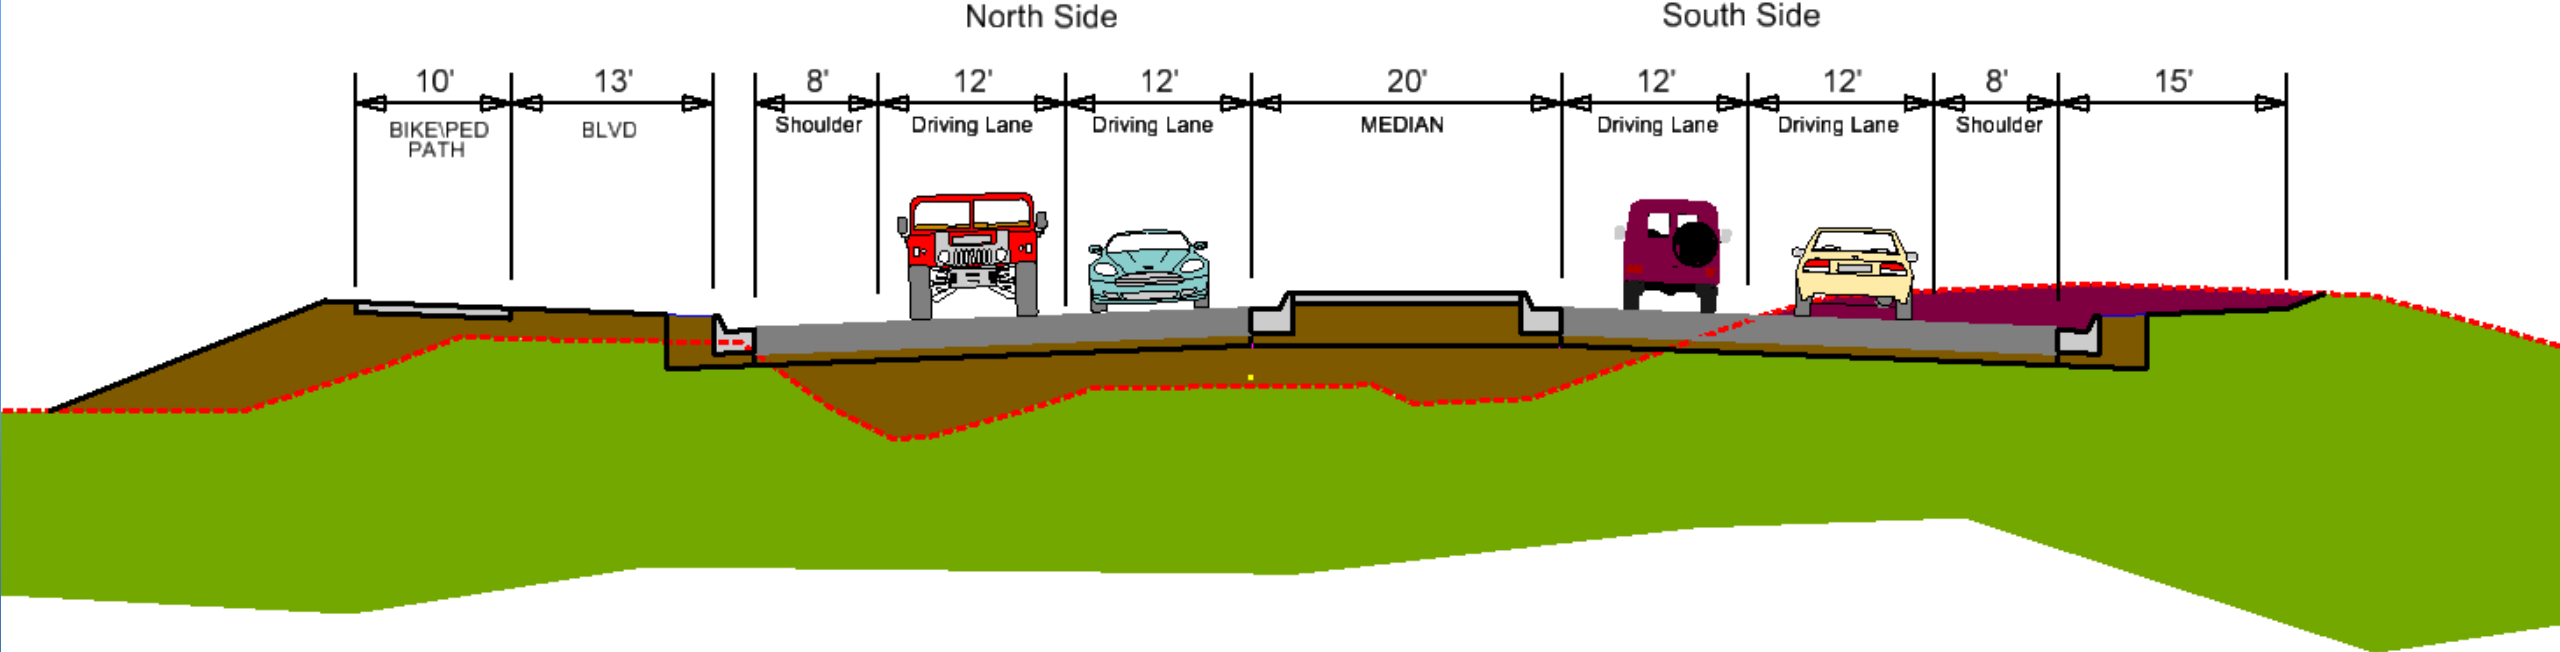 North Side South Side
10' 13' 8' 12' 12' 20' 12' 12' 8' 15'
BIKE\PED BLVD Shoulder Driving Lane Driving Lane MEDIAN Driving Lane Driving Lane Shoulder
PATH